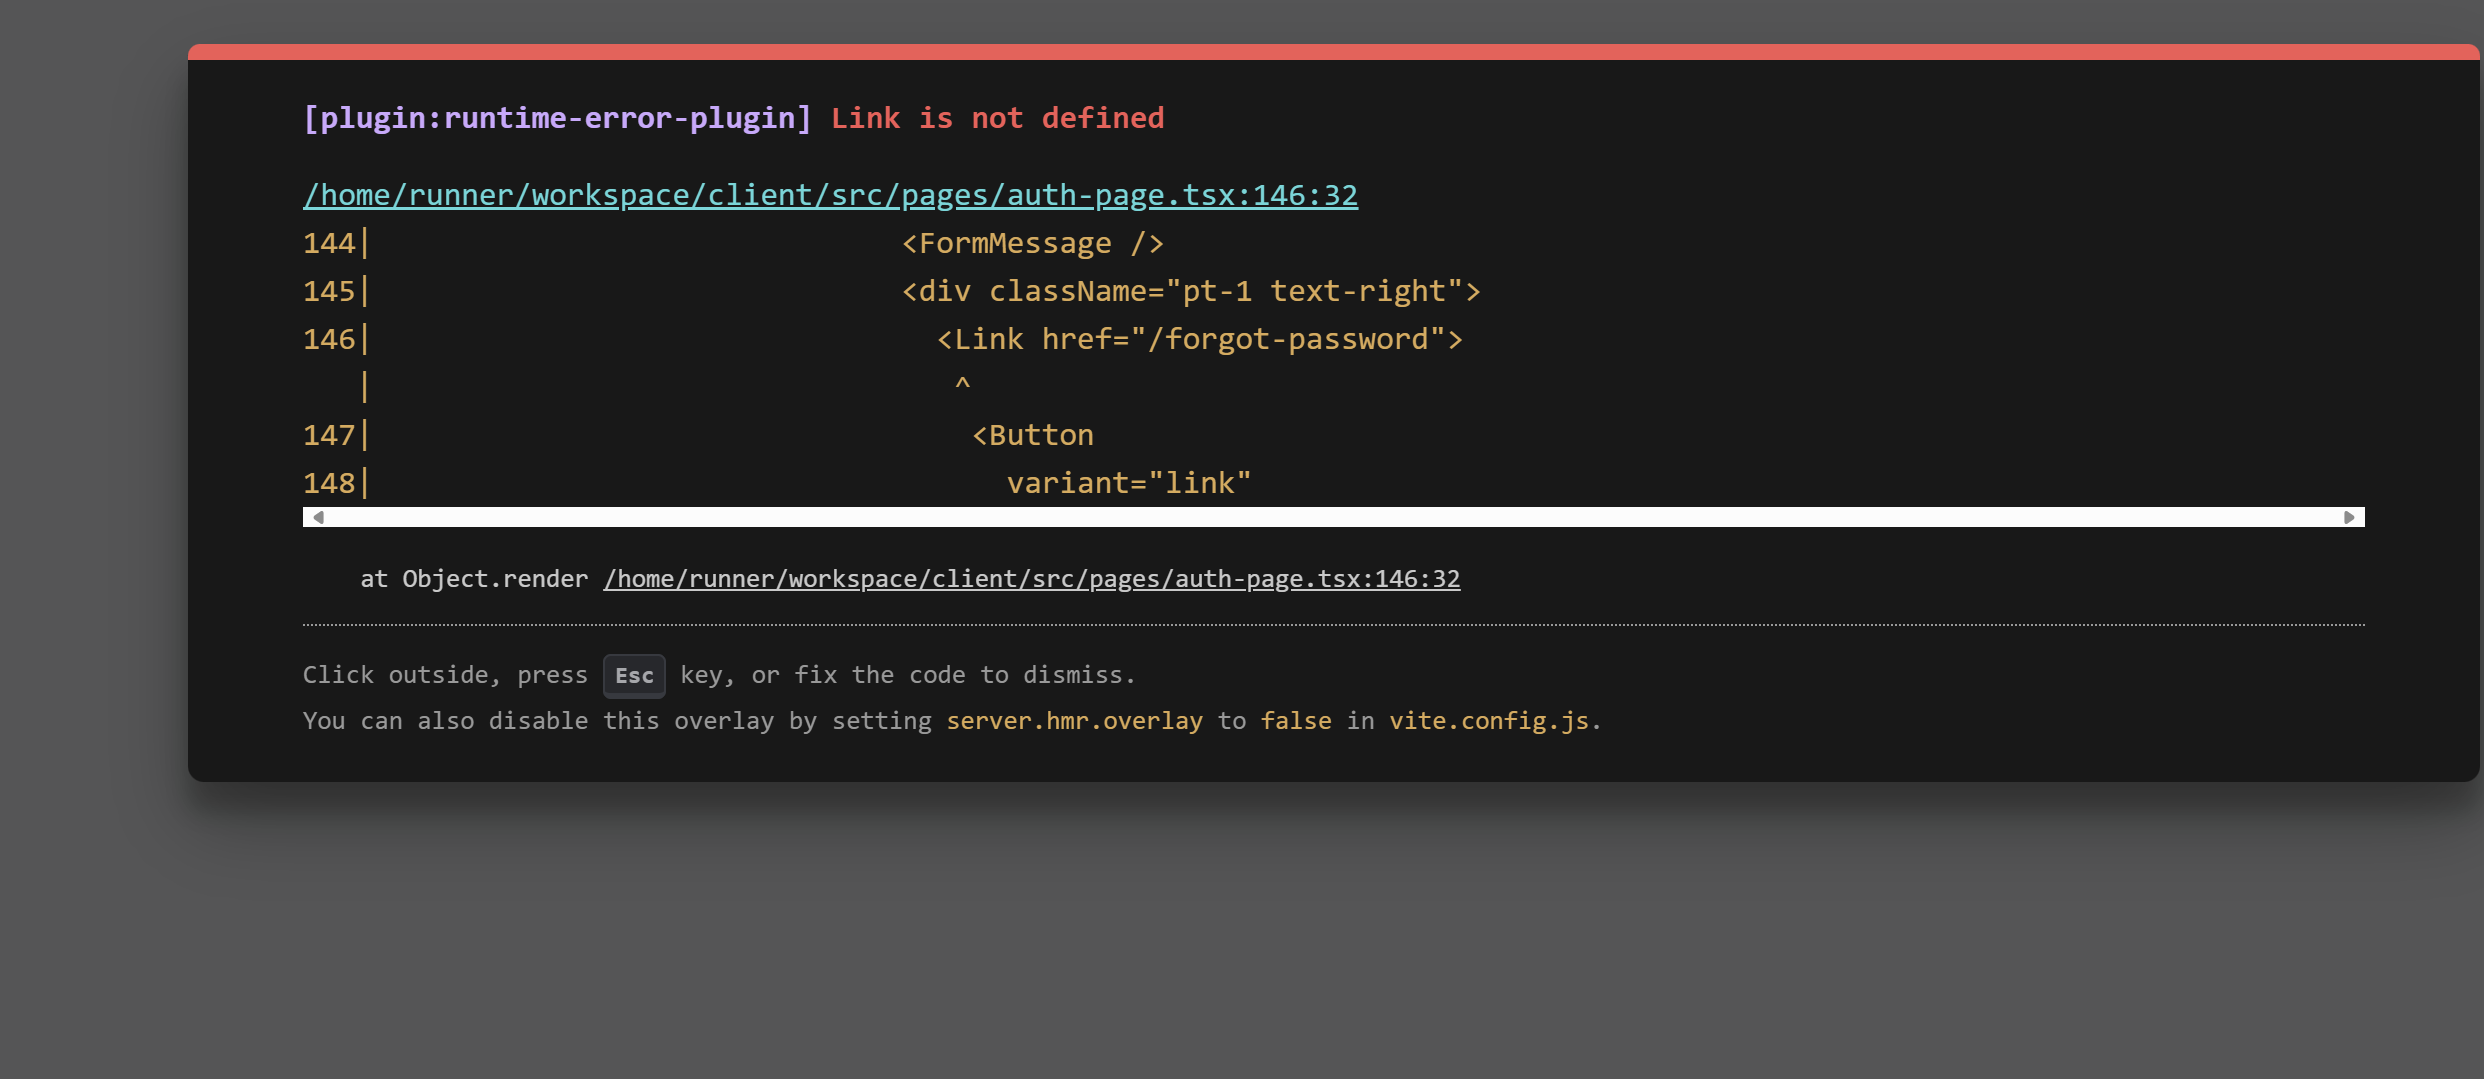 [plugin:runtime-error-plugin] Link is not defined
/home/runner/workspace/client/src/pages/auth-page.tsx:146:32
144|                              <FormMessage />
145|                              <div className="pt-1 text-right">
146|                                <Link href="/forgot-password">
   |                                 ^
147|                                  <Button
148|                                    variant="link"
    at Object.render /home/runner/workspace/client/src/pages/auth-page.tsx:146:32
Click outside, press Esc key, or fix the code to dismiss.
You can also disable this overlay by setting server.hmr.overlay to false in vite.config.js.